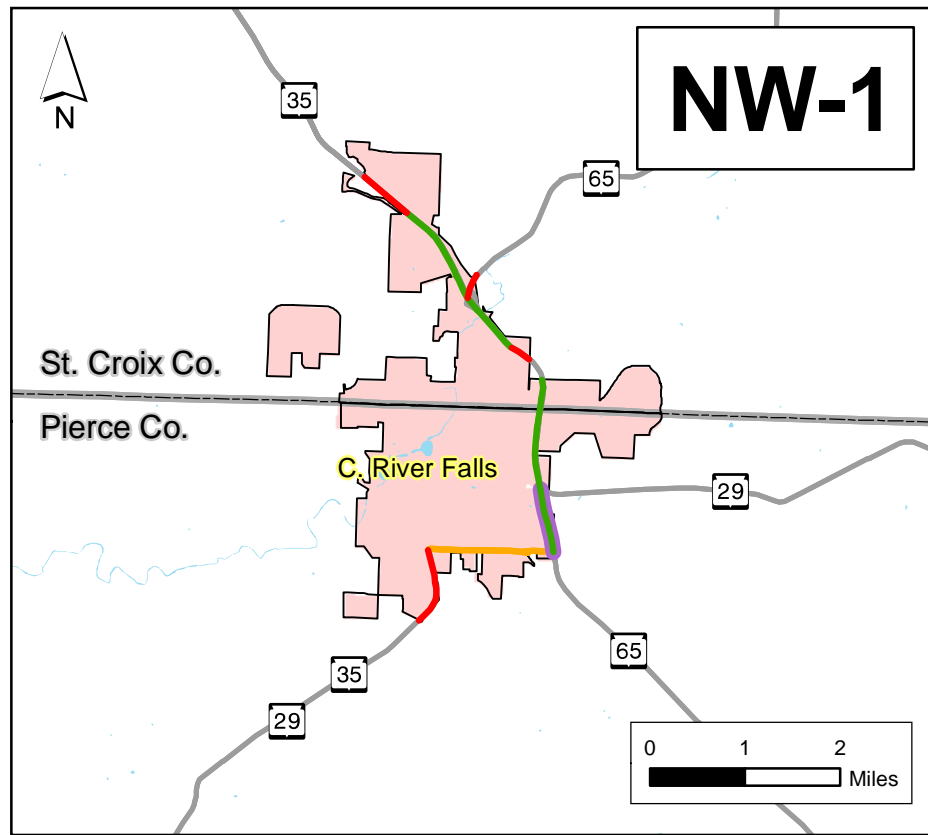 NW-1
N
35
65
St. Croix Co.
Pierce Co.
C. River Falls
29
65
35
29
0 1 2
Miles